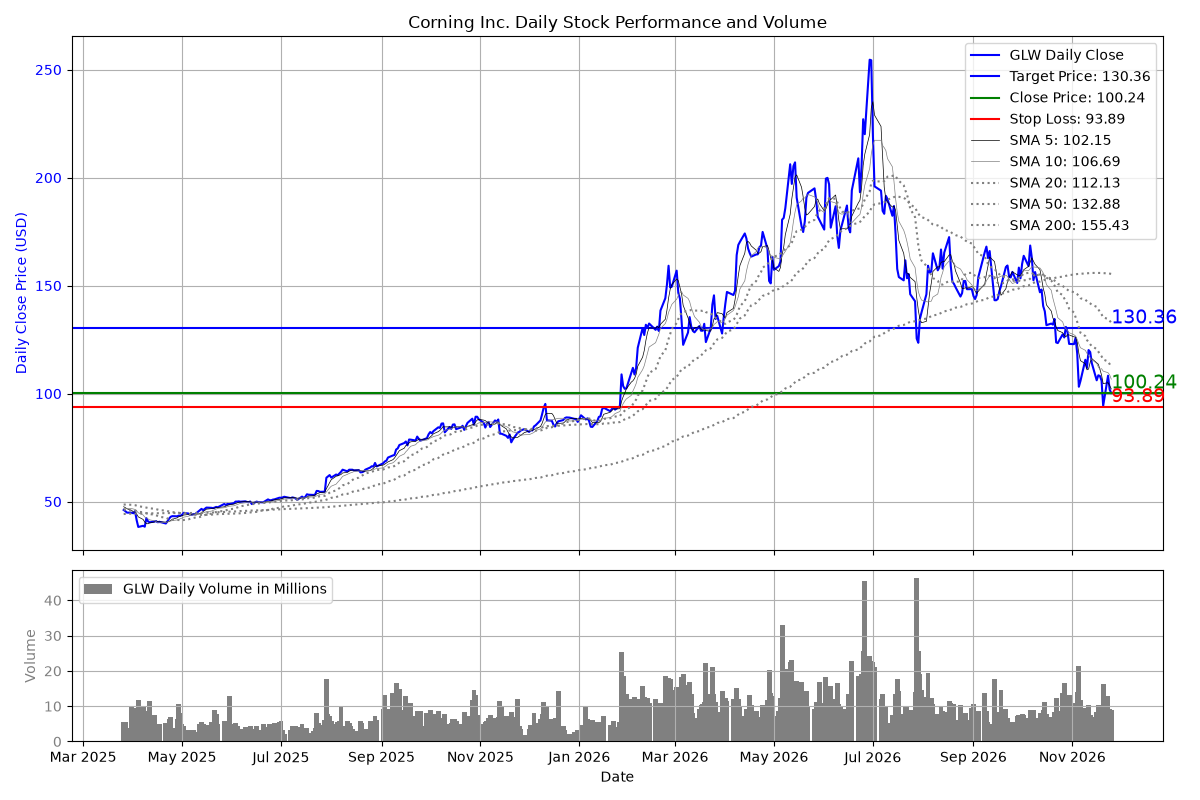 Corning Inc. Daily Stock Performance and Volume
Daily Close Price (USD)
250
200
150
100
50
GLW Daily Close
Target Price: 130.36
Close Price: 100.24
Stop Loss: 93.89
SMA 5: 102.15
SMA 10: 106.69
SMA 20: 112.13
SMA 50: 132.88
SMA 200: 155.43
130.36
100.24
93.89
GLW Daily Volume in Millions
Volume
40
30
20
10
0
Mar 2025 May 2025 Jul 2025 Sep 2025 Nov 2025 Jan 2026 Mar 2026 May 2026 Jul 2026 Sep 2026 Nov 2026
Date